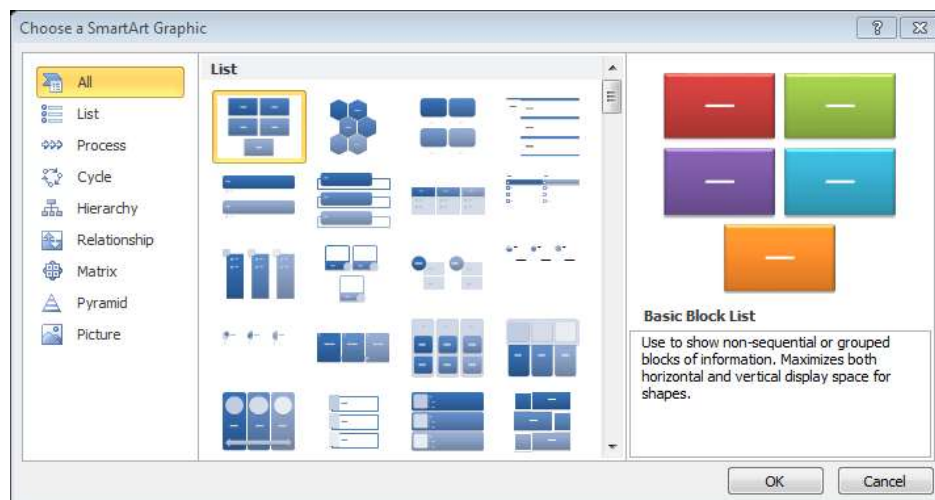 Choose a SmartArt Graphic
All
List
Process
Cycle
Hierarchy
Relationship
Matrix
Pyramid
Picture
List
Basic Block List
Use to show non-sequential or grouped
blocks of information. Maximizes both
horizontal and vertical display space for
shapes.
OK
Cancel